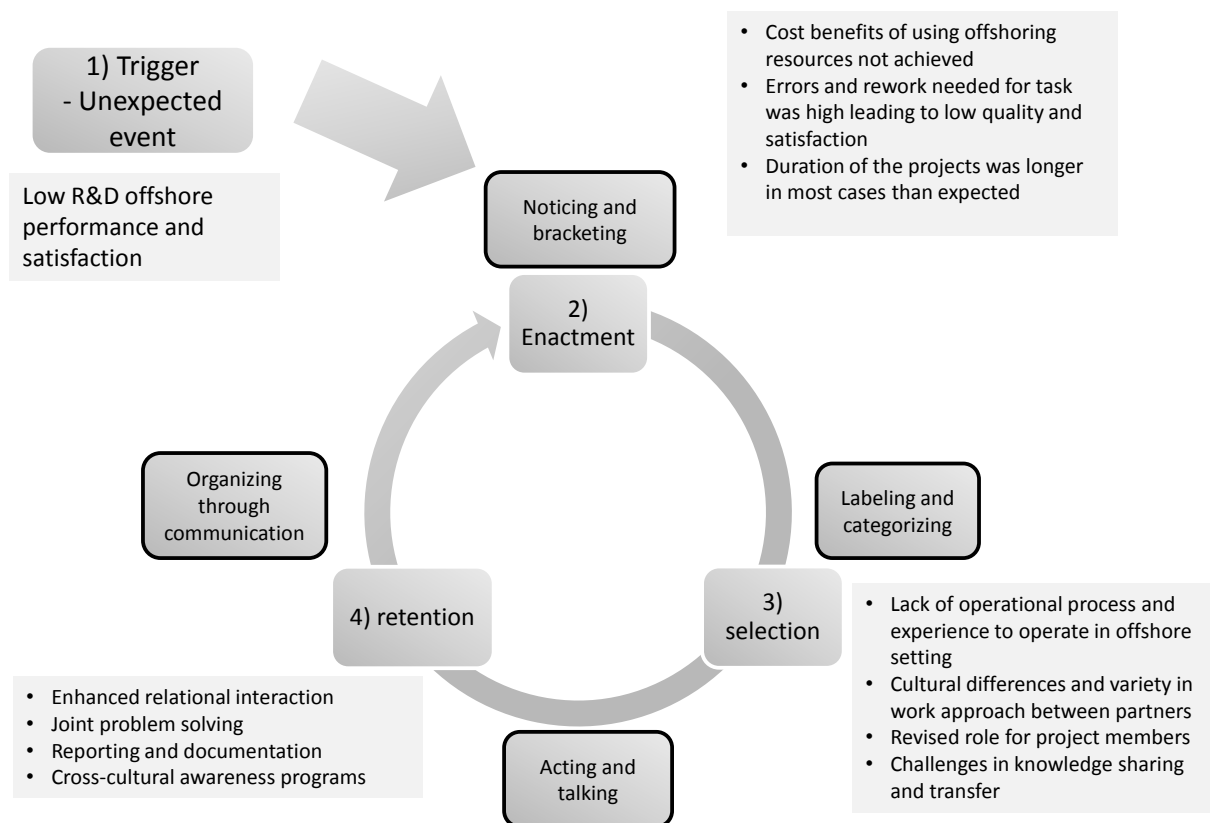 1) Trigger
- Unexpected
event
Low R&D offshore
performance and
satisfaction
• Cost benefits of using offshoring
resources not achieved
• Errors and rework needed for task
was high leading to low quality and
satisfaction
• Duration of the projects was longer
in most cases than expected
Noticing and
bracketing
2)
Enactment
Organizing
through
communication
Labeling and
categorizing
4) retention
3)
selection
• Lack of operational process and
experience to operate in offshore
setting
• Cultural differences and variety in
work approach between partners
• Revised role for project members
• Challenges in knowledge sharing
and transfer
• Enhanced relational interaction
• Joint problem solving
• Reporting and documentation
• Cross-cultural awareness programs
Acting and
talking